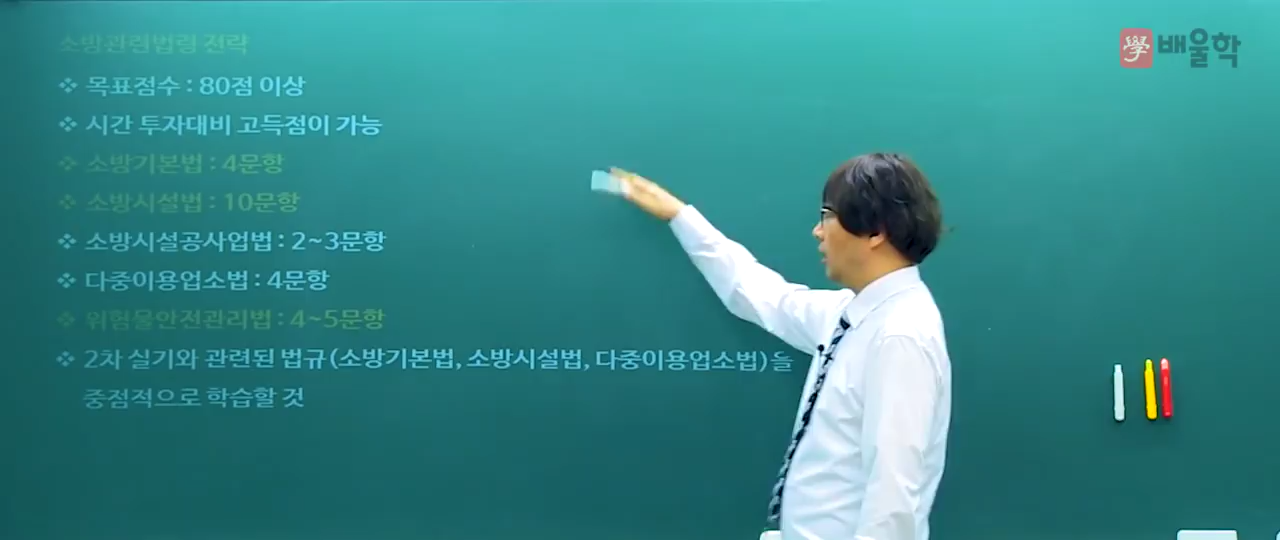 소방관련법령 전략
學 배울학
❖ 목표점수 : 80점 이상
❖ 시간 투자대비 고득점이 가능
❖ 소방기본법 : 4문항
❖ 소방시설법 : 10문항
❖ 소방시설공사업법 : 2~3문항
❖ 다중이용업소법 : 4문항
❖ 위험물안전관리법 : 4~5문항
❖ 2차 실기와 관련된 법규(소방기본법, 소방시설법, 다중이용업소법)들
중점적으로 학습할 것